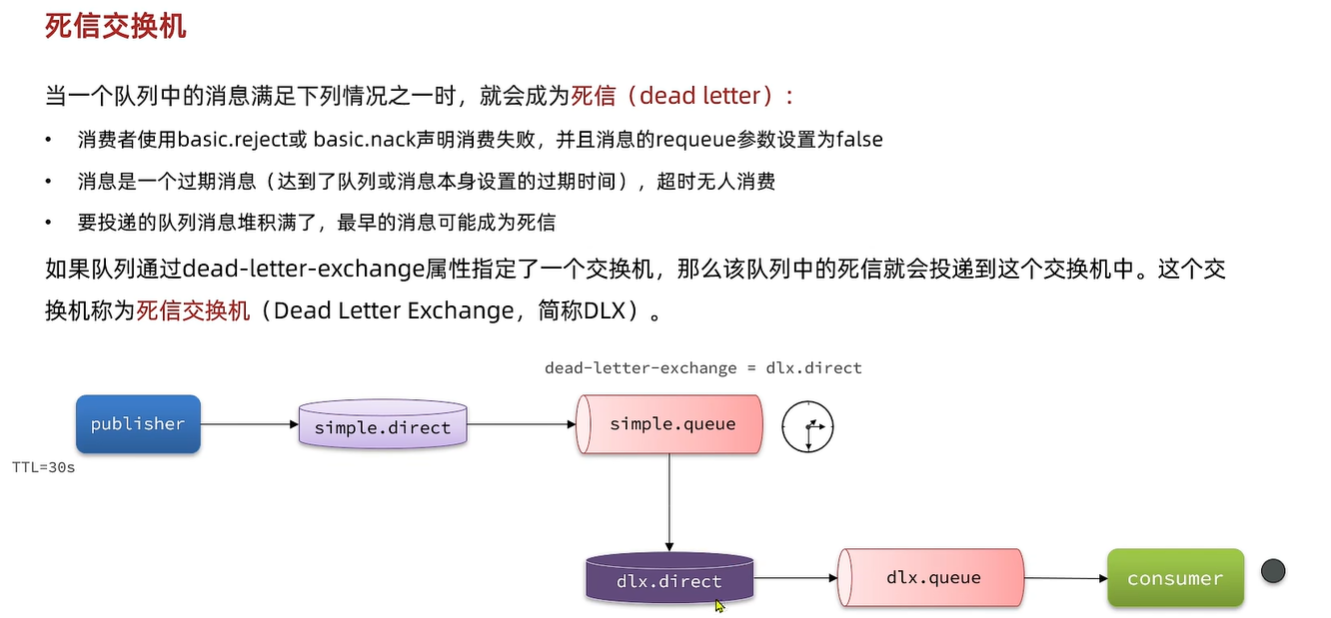 死信交换机
当一个队列中的消息满足下列情况之一时，就会成为死信（dead letter）：
• 消费者使用basic.reject或 basic.nack声明消费失败，并且消息的requeue参数设置为false
• 消息是一个过期消息（达到了队列或消息本身设置的过期时间），超时无人消费
• 要投递的队列消息堆积满了，最早的消息可能成为死信
如果队列通过dead-letter-exchange属性指定了一个交换机，那么该队列中的死信就会投递到这个交换机中。这个交
换机称为死信交换机（Dead Letter Exchange，简称DLX）。
dead-letter-exchange = dlx.direct
publisher
simple.direct
simple.queue
TTL=30s
dlx.direct
dlx.queue
consumer